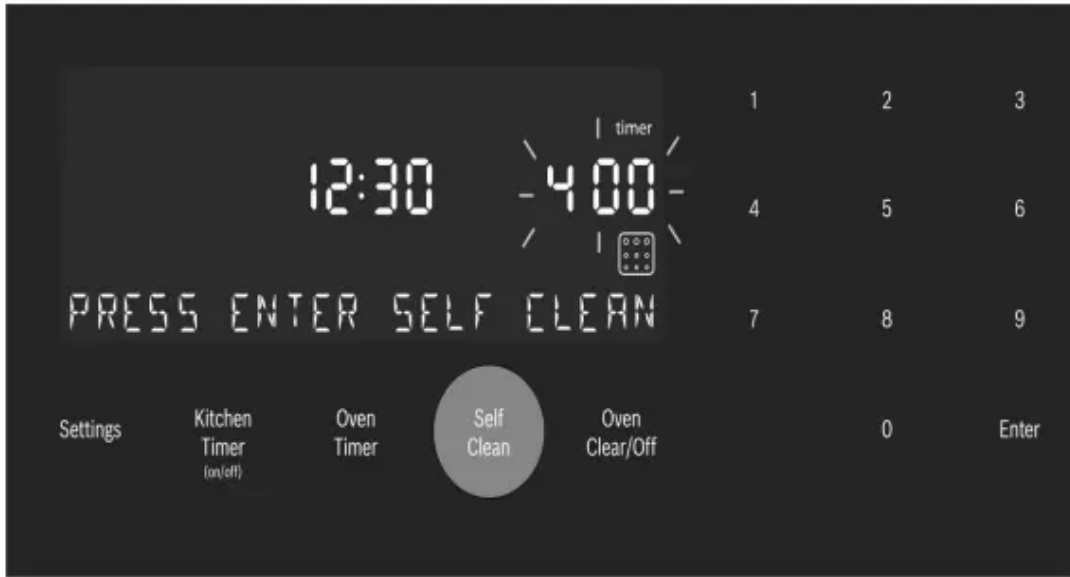 1 2 3
timer
12:30 4 00
4 5 6
PRESS ENTER SELF CLEAN
7 8 9
Settings
Kitchen
Timer
(on/off)
Oven
Timer
Self
Clean
Oven
Clear/Off
0
Enter